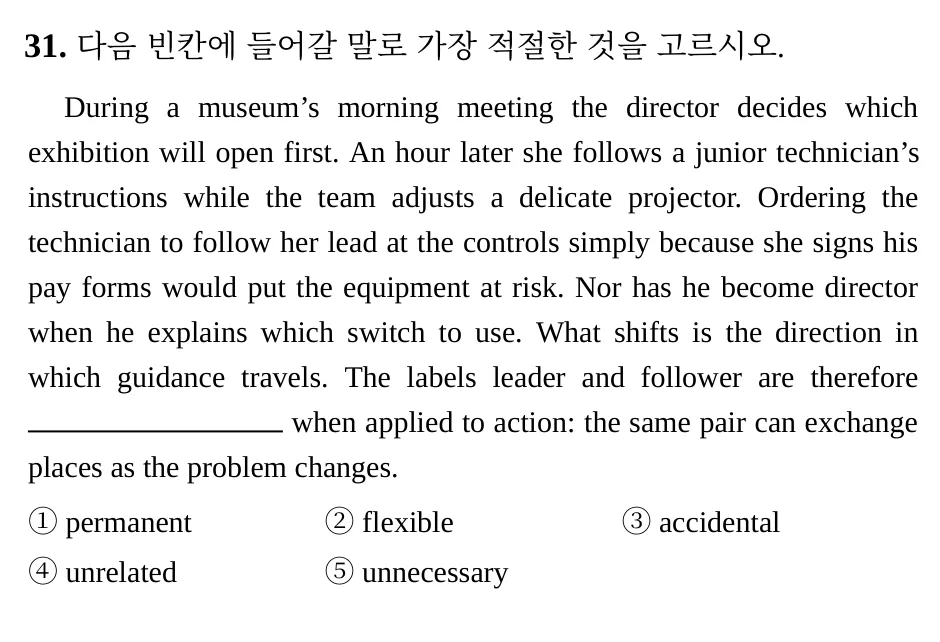 31. 다음 빈칸에 들어갈 말로 가장 적절한 것을 고르시오.
During a museum’s morning meeting the director decides which
exhibition will open first. An hour later she follows a junior technician’s
instructions while the team adjusts a delicate projector. Ordering the
technician to follow her lead at the controls simply because she signs his
pay forms would put the equipment at risk. Nor has he become director
when he explains which switch to use. What shifts is the direction in
which guidance travels. The labels leader and follower are therefore
_________________ when applied to action: the same pair can exchange
places as the problem changes.
① permanent ② flexible ③ accidental
④ unrelated ⑤ unnecessary